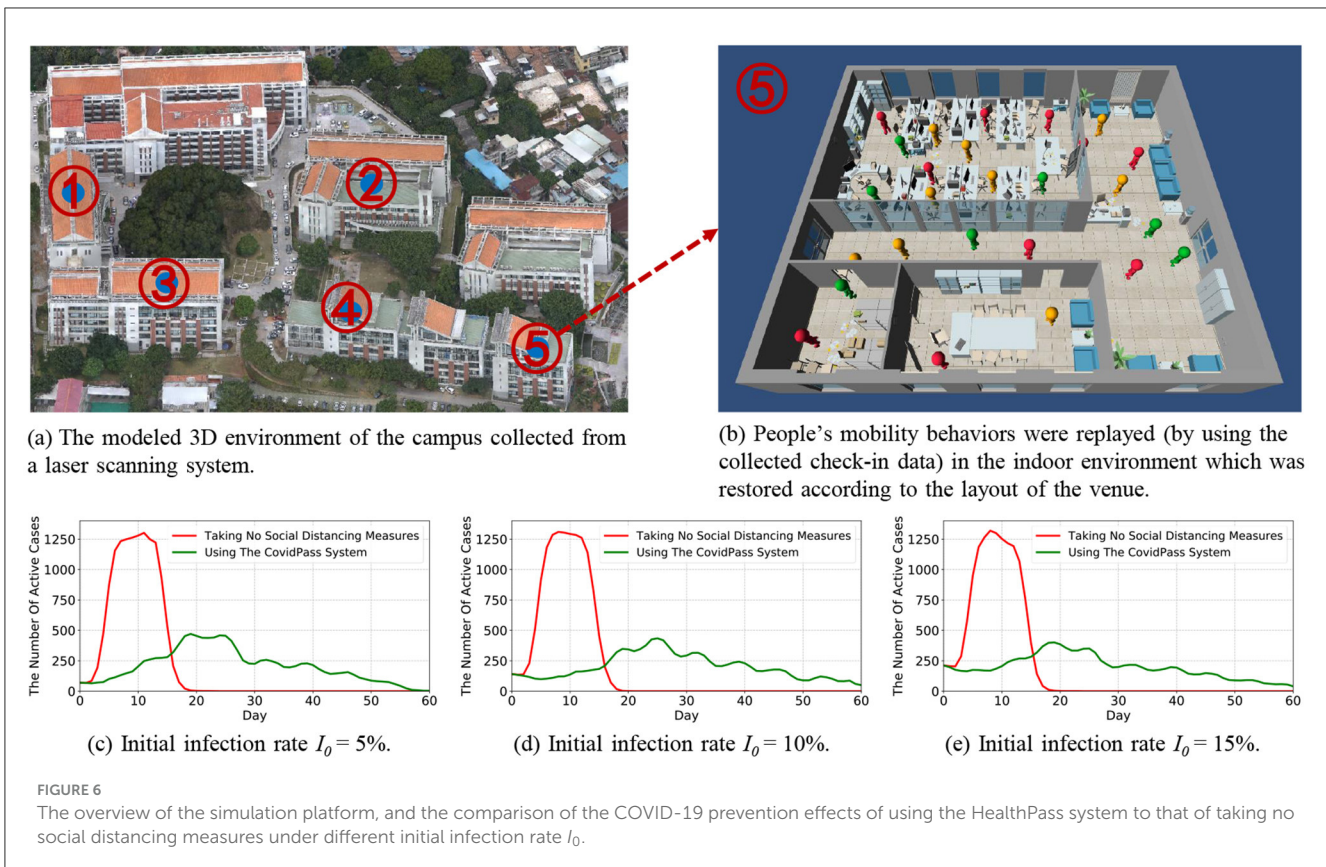 ①
②
③
④
⑤
⑤
(a) The modeled 3D environment of the campus collected from
a laser scanning system.
(b) People's mobility behaviors were replayed (by using the
collected check-in data) in the indoor environment which was
restored according to the layout of the venue.
The Number Of Active Cases
1250
1000
750
500
250
0
Taking No Social Distancing Measures
Using The CovidPass System
0 10 20 30 40 50 60
Day
(c) Initial infection rate I₀ = 5%.
The Number Of Active Cases
1250
1000
750
500
250
0
Taking No Social Distancing Measures
Using The CovidPass System
0 10 20 30 40 50 60
Day
(d) Initial infection rate I₀ = 10%.
The Number Of Active Cases
1250
1000
750
500
250
0
Taking No Social Distancing Measures
Using The CovidPass System
0 10 20 30 40 50 60
Day
(e) Initial infection rate I₀ = 15%.
FIGURE 6
The overview of the simulation platform, and the comparison of the COVID-19 prevention effects of using the HealthPass system to that of taking no
social distancing measures under different initial infection rate I₀.